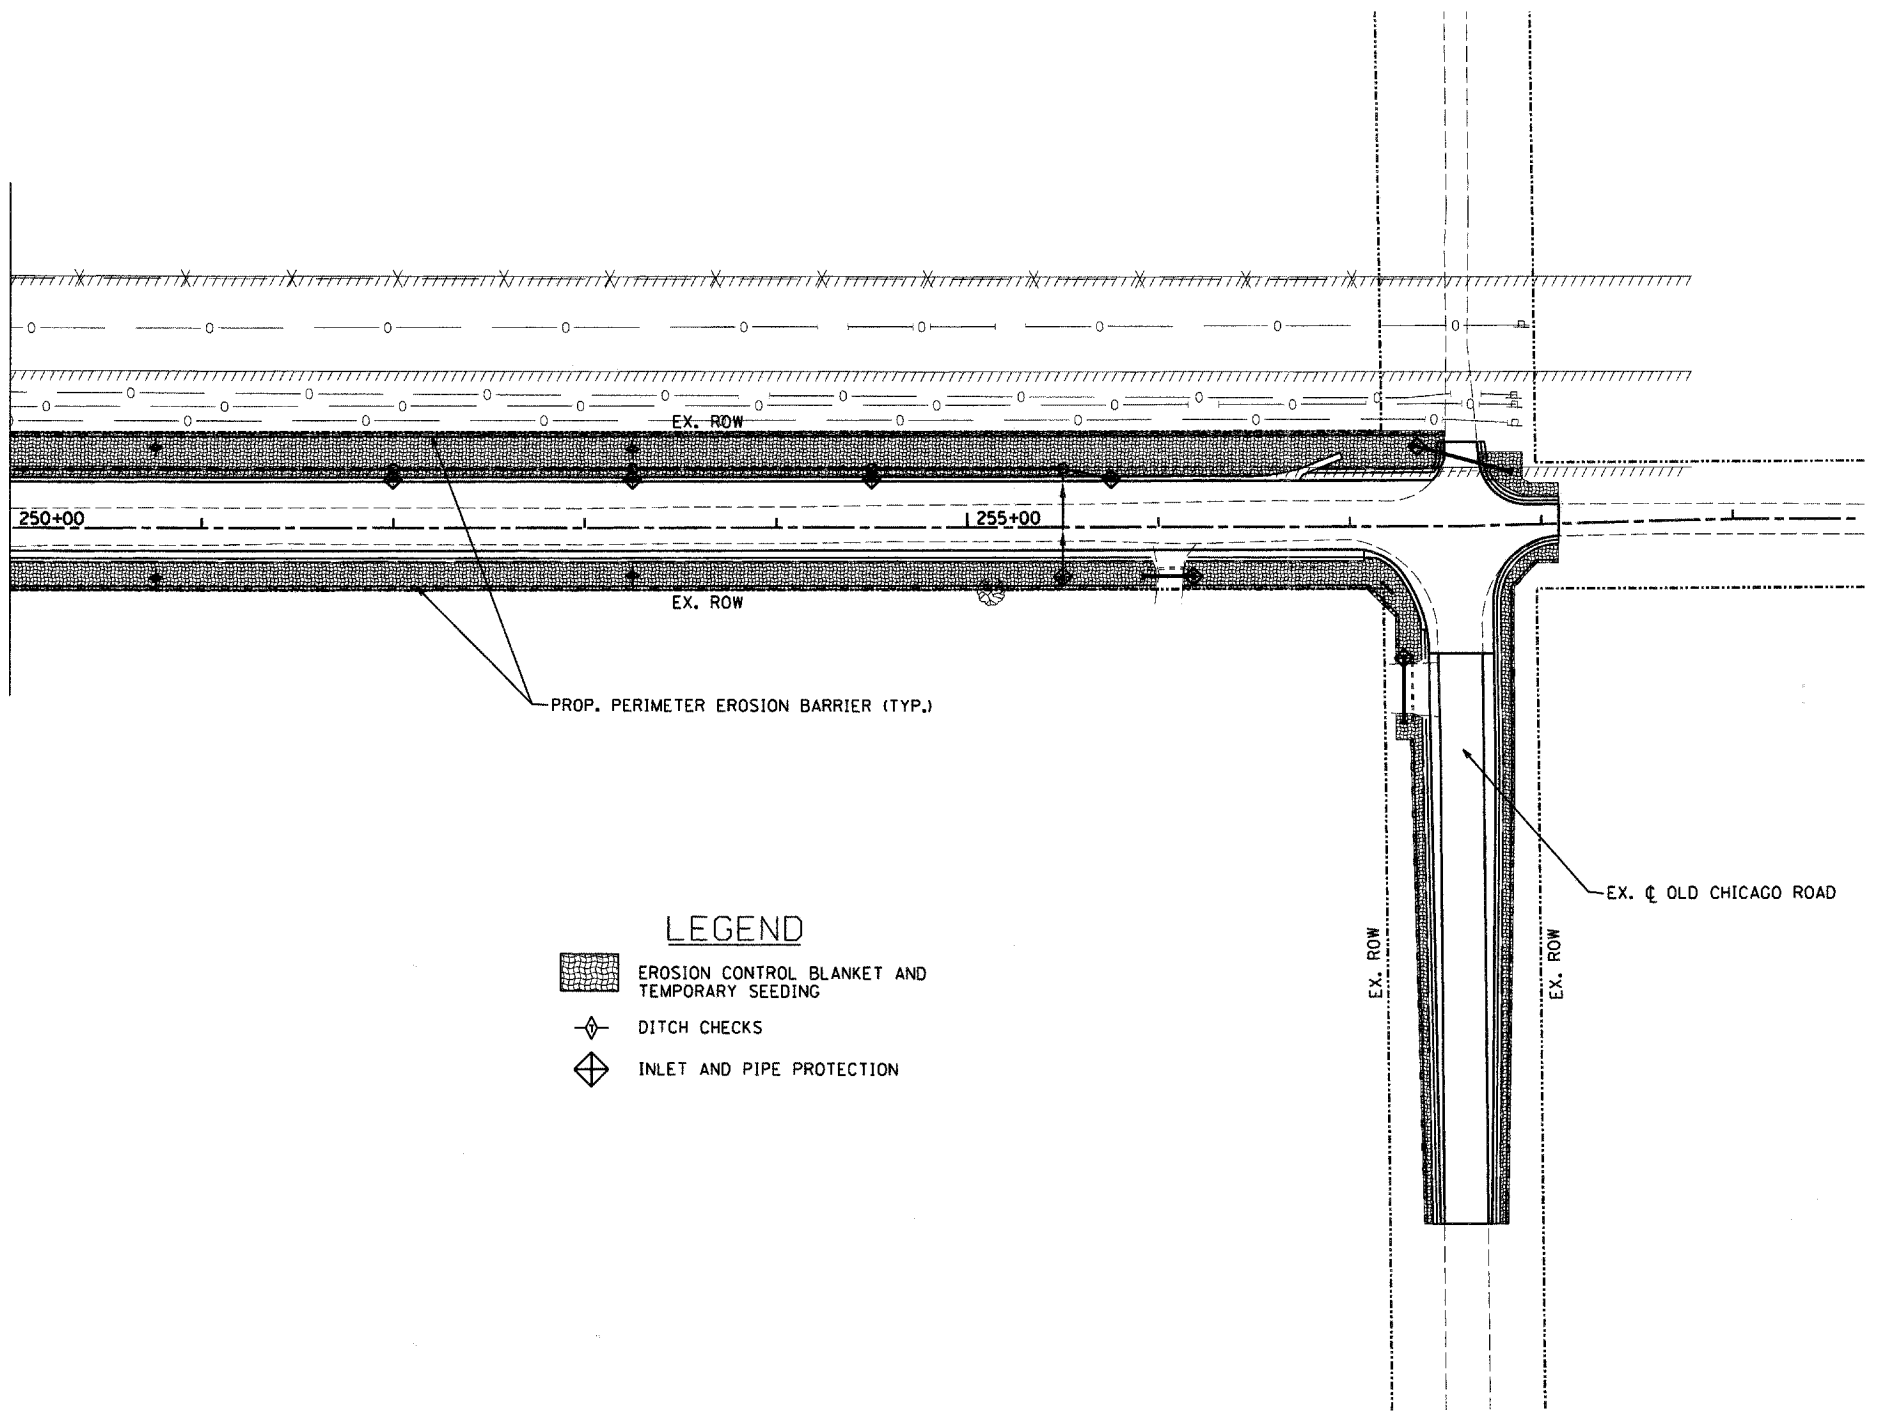 EX. ROW
250+00
255+00
EX. ROW
PROP. PERIMETER EROSION BARRIER (TYP.)
EX. ℄ OLD CHICAGO ROAD
EX. ROW
EX. ROW
LEGEND
EROSION CONTROL BLANKET AND
TEMPORARY SEEDING
DITCH CHECKS
INLET AND PIPE PROTECTION